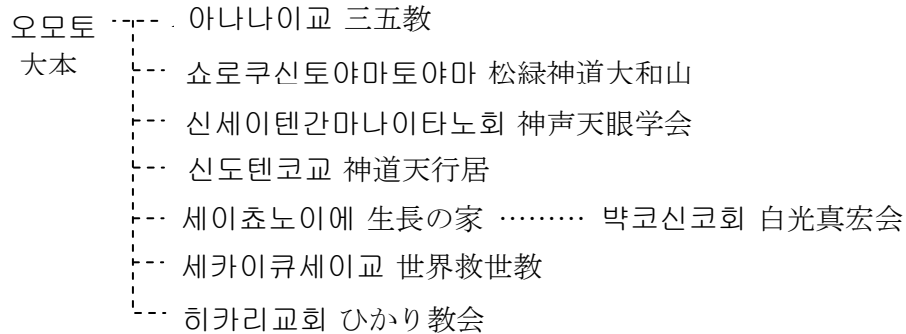 오모토 아나나이교 三五教
大本
쇼로쿠신토야마토야마 松緑神道大和山
신세이텐간마나이타노회 神声天眼学会
신도텐코교 神道天行居
세이쵸노이에 生長の家 ……… 뱍코신코회 白光真宏会
세카이큐세이교 世界救世教
히카리교회 ひかり教会